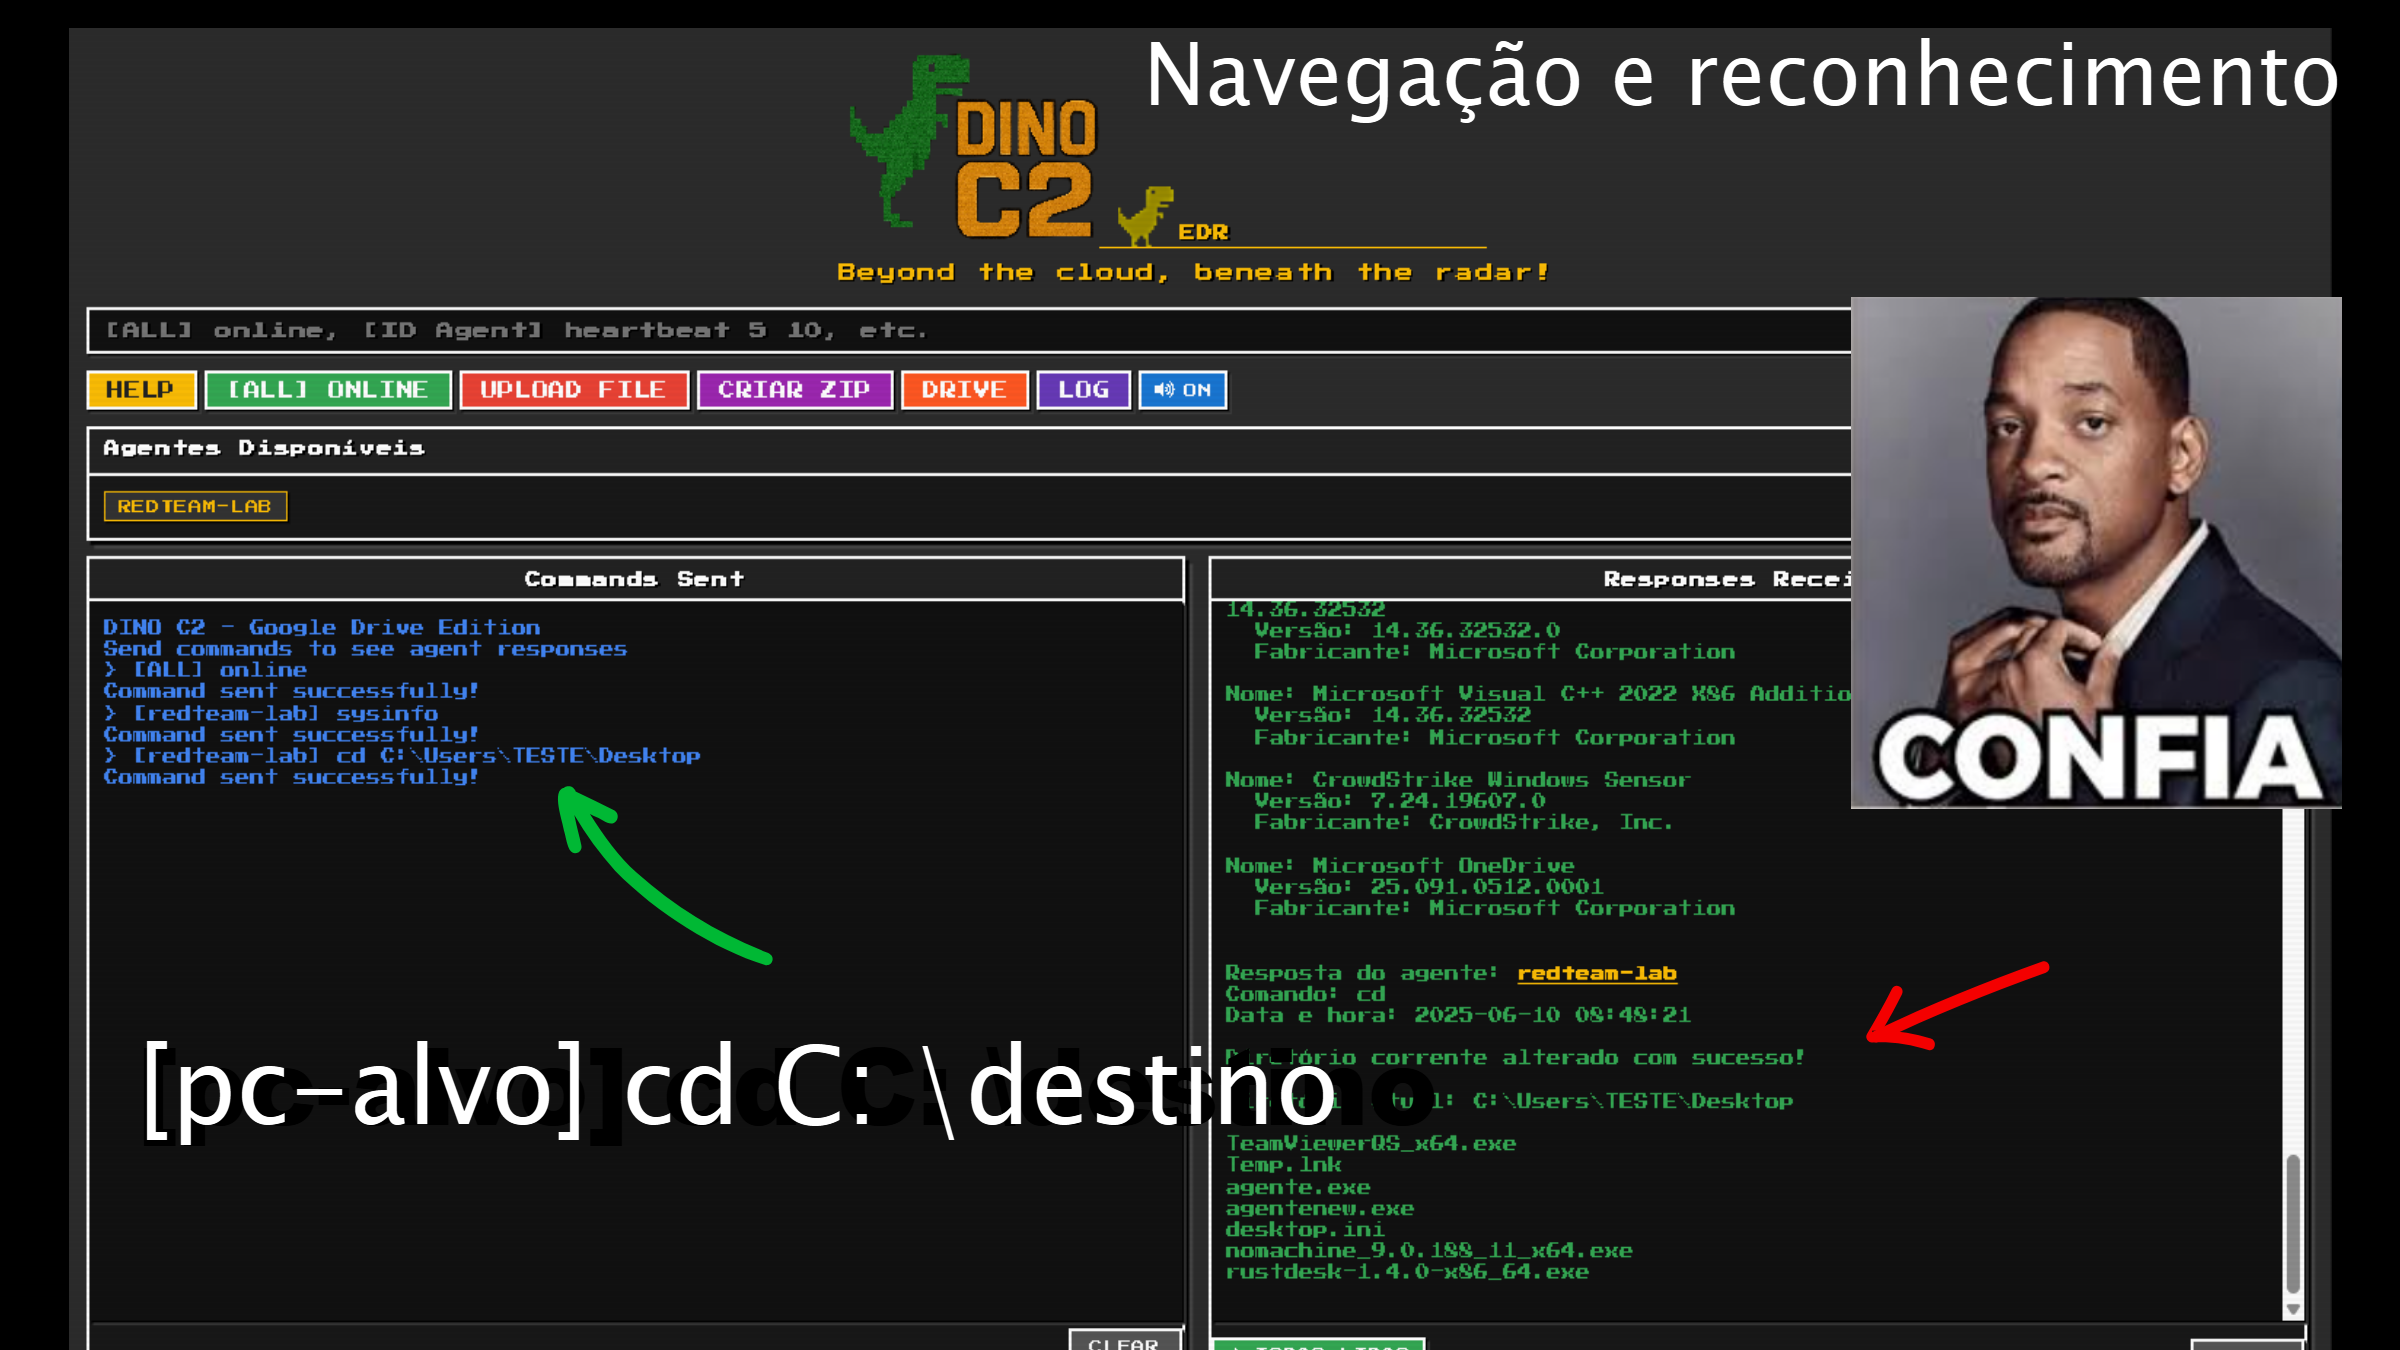 Navegação e reconhecimento
DINO
C2
EDR
Beyond the cloud, beneath the radar!
[ALL] online, [ID Agent] heartbeat 5 10, etc.
HELP
[ALL] ONLINE
UPLOAD FILE
CRIAR ZIP
DRIVE
LOG
ON
Agentes Disponíveis
REDTEAM-LAB
Commands Sent
DINO C2 - Google Drive Edition
Send commands to see agent responses
> [ALL] online
Command sent successfully!
> [redteam-lab] sysinfo
Command sent successfully!
> [redteam-lab] cd C:\Users\TESTE\Desktop
Command sent successfully!
CLEAR
[pc-alvo] cd C: \destino
Responses Recei
14.36.32532
Versão: 14.36.32532.0
Fabricante: Microsoft Corporation
Nome: Microsoft Visual C++ 2022 X86 Additio
Versão: 14.36.32532
Fabricante: Microsoft Corporation
Nome: CrowdStrike Windows Sensor
Versão: 7.24.19607.0
Fabricante: CrowdStrike, Inc.
Nome: Microsoft OneDrive
Versão: 25.091.0512.0001
Fabricante: Microsoft Corporation
Resposta do agente: redteam-lab
Comando: cd
Data e hora: 2025-06-10 08:48:21
Diretório corrente alterado com sucesso!
C:\Users\TESTE\Desktop
TeamViewerQS_x64.exe
Temp.lnk
agente.exe
agentenew.exe
desktop.ini
nomachine_9.0.188_11_x64.exe
rustdesk-1.4.0-x86_64.exe
CONFIA